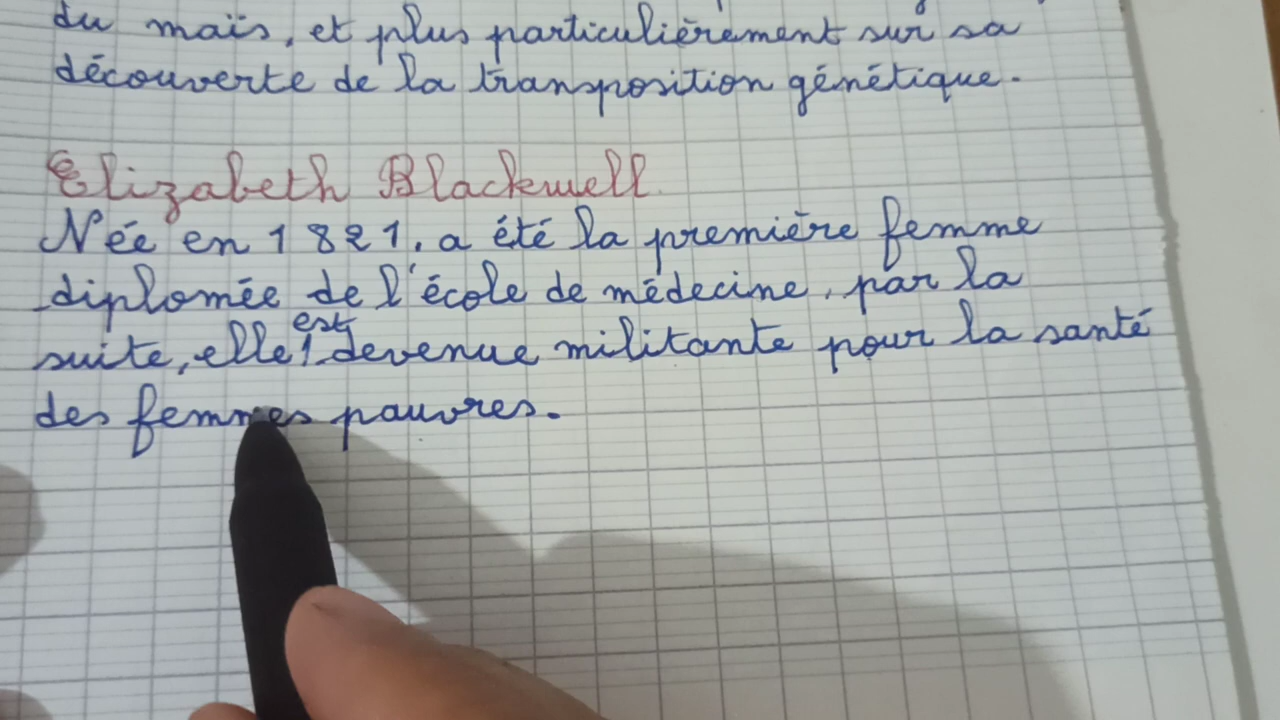 du maïs, et plus particulièrement sur sa
découverte de la transposition génétique.
Elizabeth Blackwell
Née en 1821, a été la première femme
diplômée de l'école de médecine, par la
suite, elle est devenue militante pour la santé
des femmes pauvres.